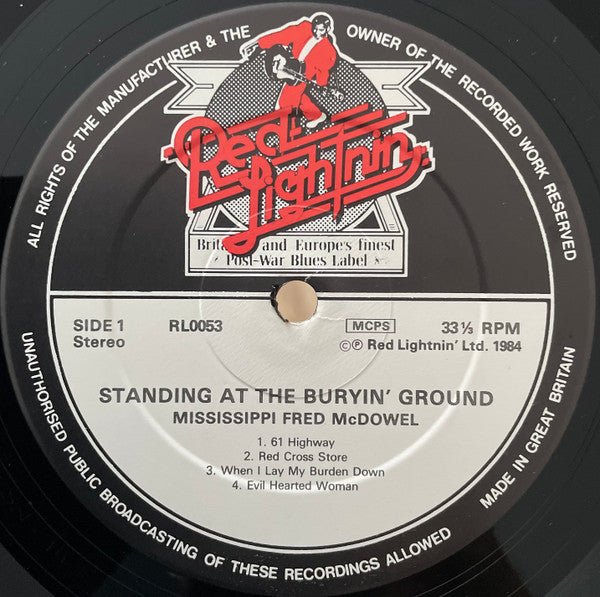 ALL RIGHTS OF THE MANUFACTURER & THE OWNER OF THE RECORDED WORK RESERVED
Red Lightnin'
and Europe's finest
Post-War Blues Label
SIDE 1 RL0053 MCPS 33⅓ RPM
Stereo ©℗ Red Lightnin' Ltd. 1984
STANDING AT THE BURYIN' GROUND
MISSISSIPPI FRED McDOWEL
1. 61 Highway
2. Red Cross Store
3. When I Lay My Burden Down
4. Evil Hearted Woman
UNAUTHORISED PUBLIC BROADCASTING OF THESE RECORDINGS ALLOWED
MADE IN GREAT BRITAIN